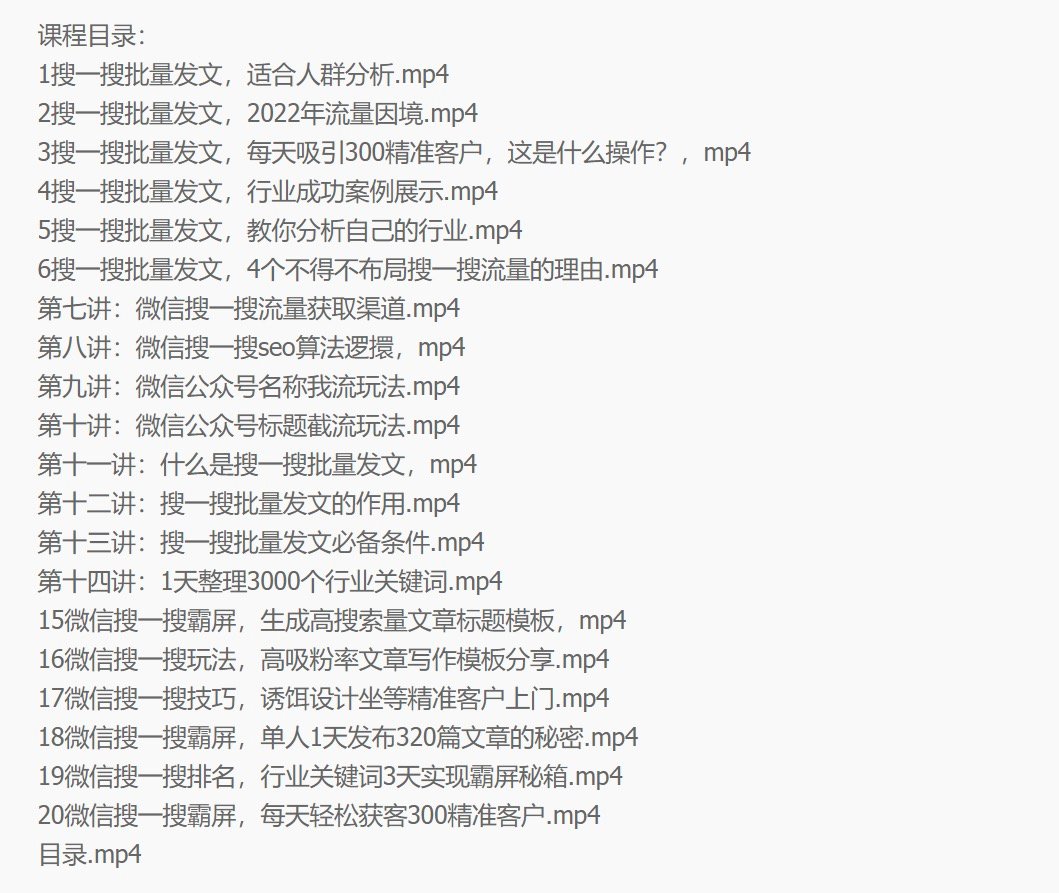 课程目录：
1搜一搜批量发文，适合人群分析.mp4
2搜一搜批量发文，2022年流量因境.mp4
3搜一搜批量发文，每天吸引300精准客户，这是什么操作？，mp4
4搜一搜批量发文，行业成功案例展示.mp4
5搜一搜批量发文，教你分析自己的行业.mp4
6搜一搜批量发文，4个不得不布局搜一搜流量的理由.mp4
第七讲：微信搜一搜流量获取渠道.mp4
第八讲：微信搜一搜seo算法逻擐，mp4
第九讲：微信公众号名称我流玩法.mp4
第十讲：微信公众号标题截流玩法.mp4
第十一讲：什么是搜一搜批量发文，mp4
第十二讲：搜一搜批量发文的作用.mp4
第十三讲：搜一搜批量发文必备条件.mp4
第十四讲：1天整理3000个行业关键词.mp4
15微信搜一搜霸屏，生成高搜索量文章标题模板，mp4
16微信搜一搜玩法，高吸粉率文章写作模板分享.mp4
17微信搜一搜技巧，诱饵设计坐等精准客户上门.mp4
18微信搜一搜霸屏，单人1天发布320篇文章的秘密.mp4
19微信搜一搜排名，行业关键词3天实现霸屏秘箱.mp4
20微信搜一搜霸屏，每天轻松获客300精准客户.mp4
目录.mp4